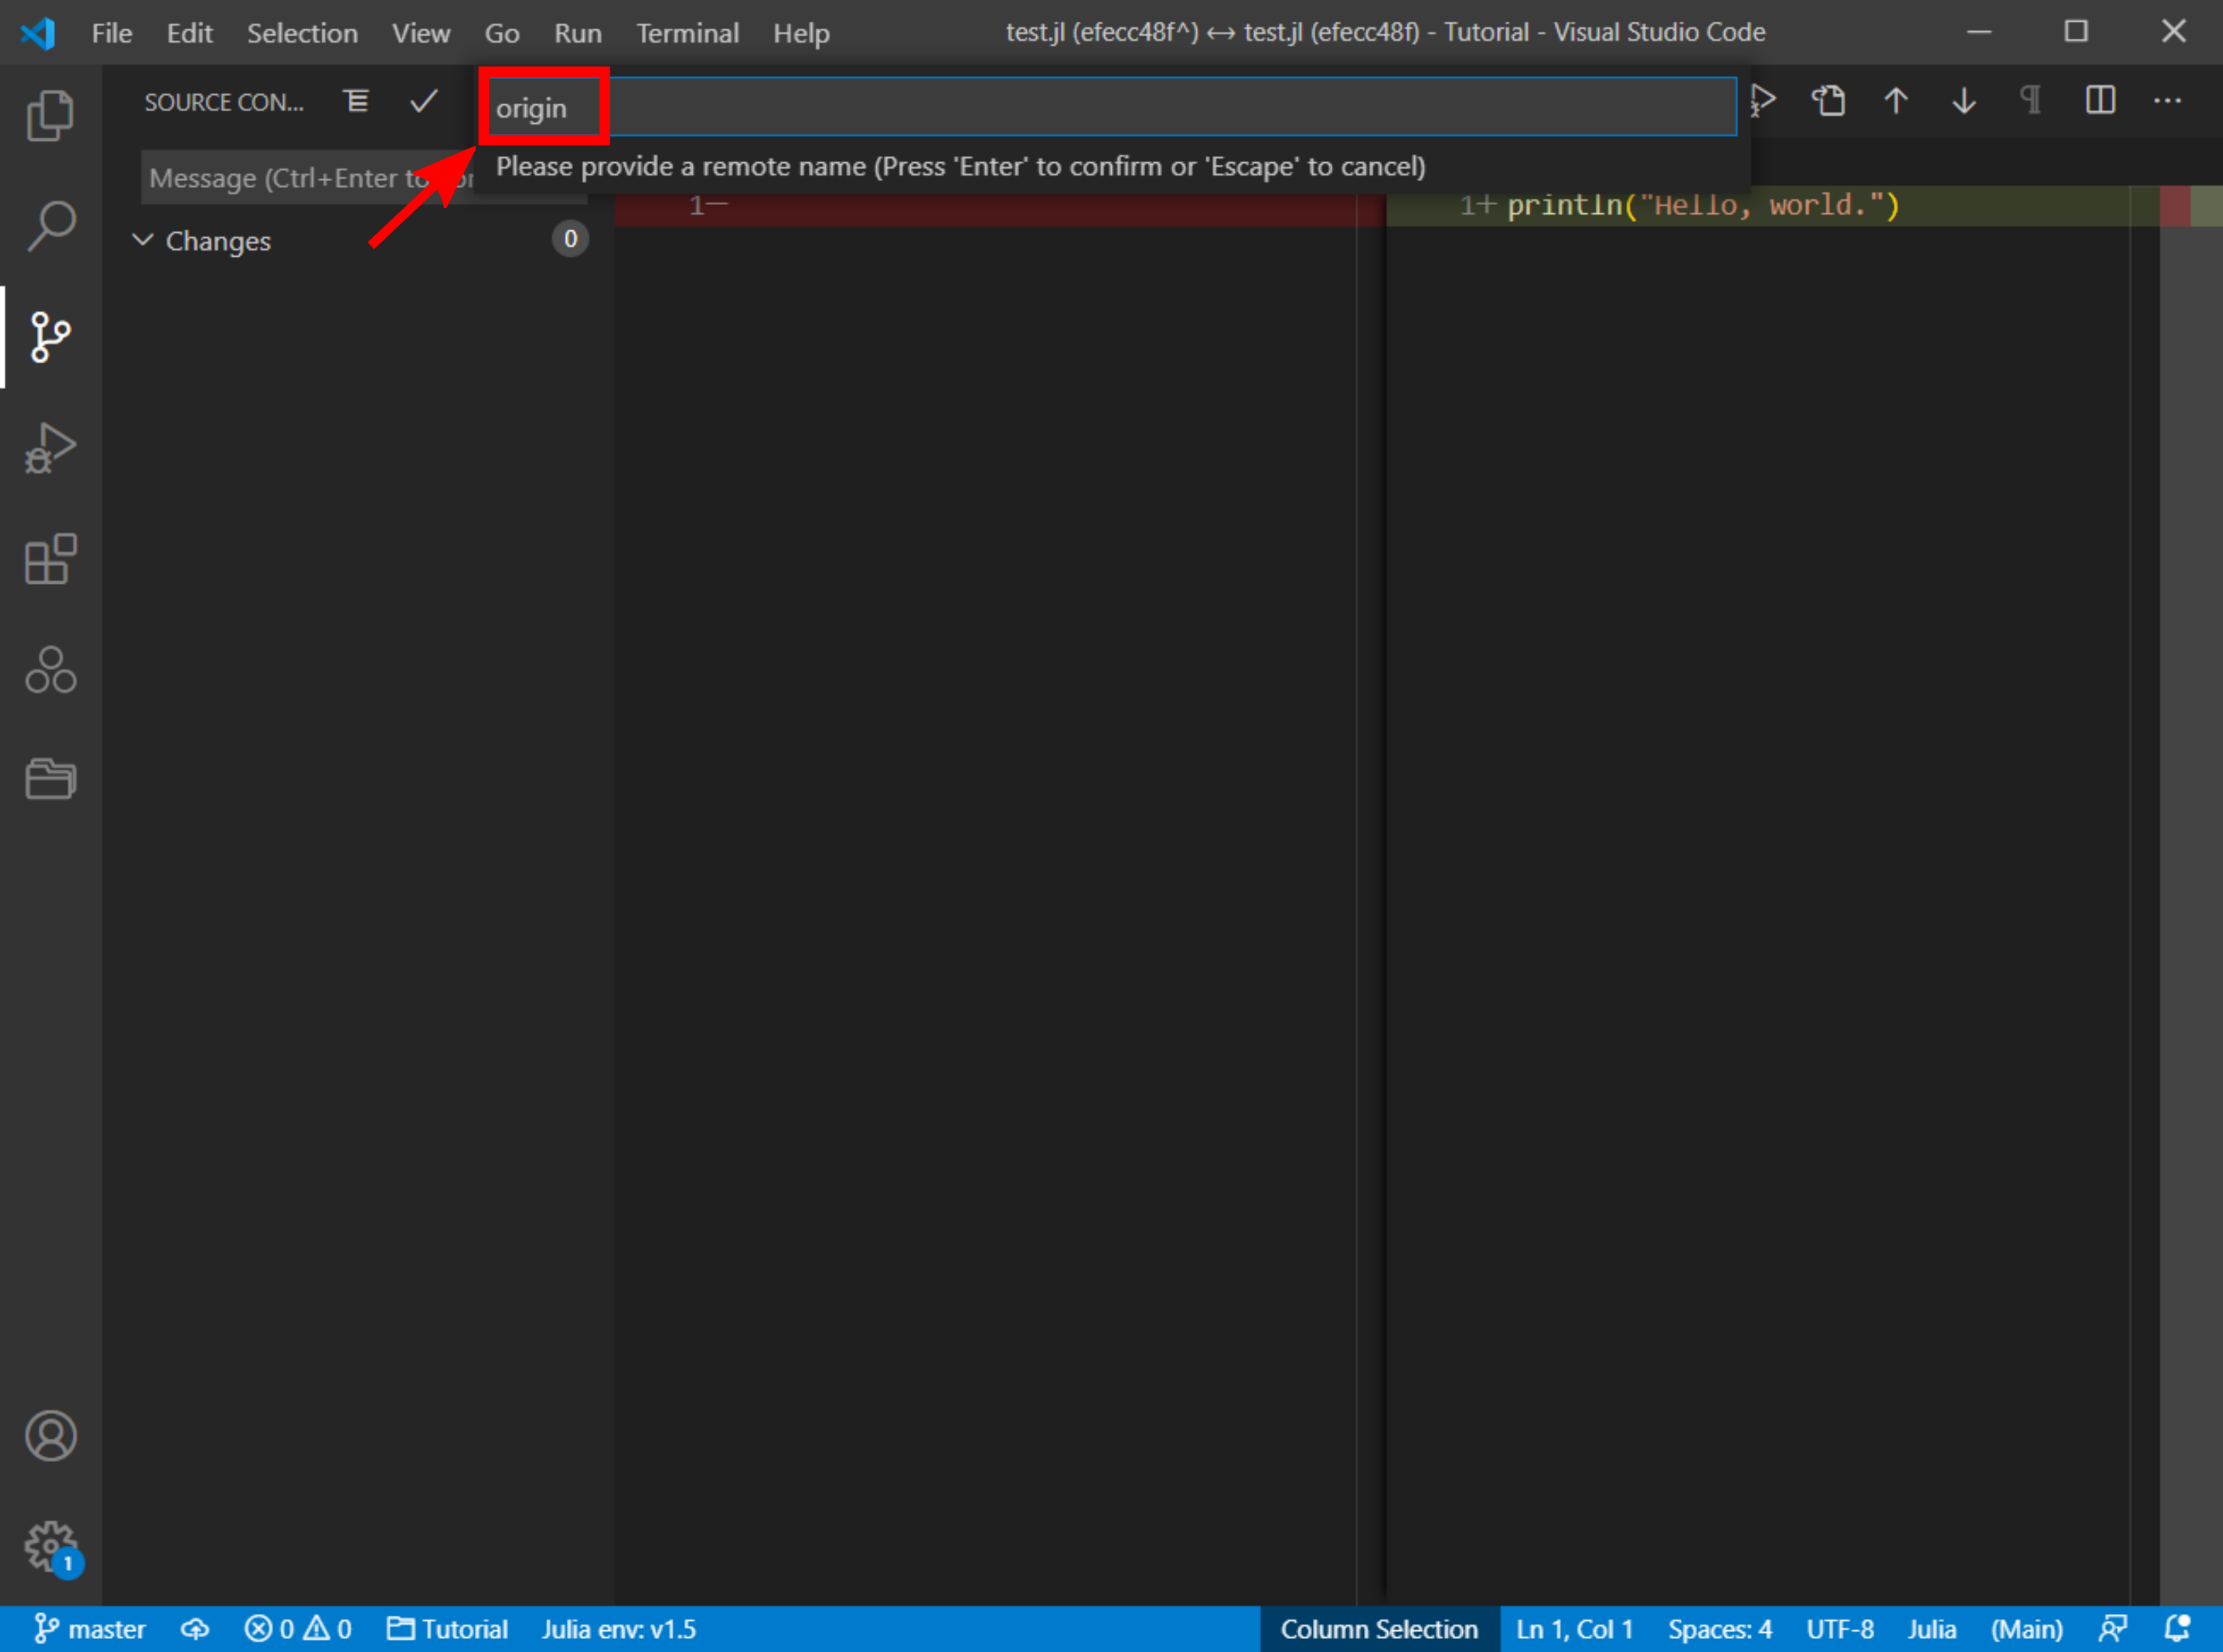 File Edit Selection View Go Run Terminal Help
test.jl (efecc48f^) ↔ test.jl (efecc48f) - Tutorial - Visual Studio Code
SOURCE CON...
origin
Please provide a remote name (Press 'Enter' to confirm or 'Escape' to cancel)
Message (Ctrl+Enter to
1—
1+ println("Hello, world.")
Changes 0
1
master 0 0 Tutorial Julia env: v1.5 Column Selection Ln 1, Col 1 Spaces: 4 UTF-8 Julia (Main)